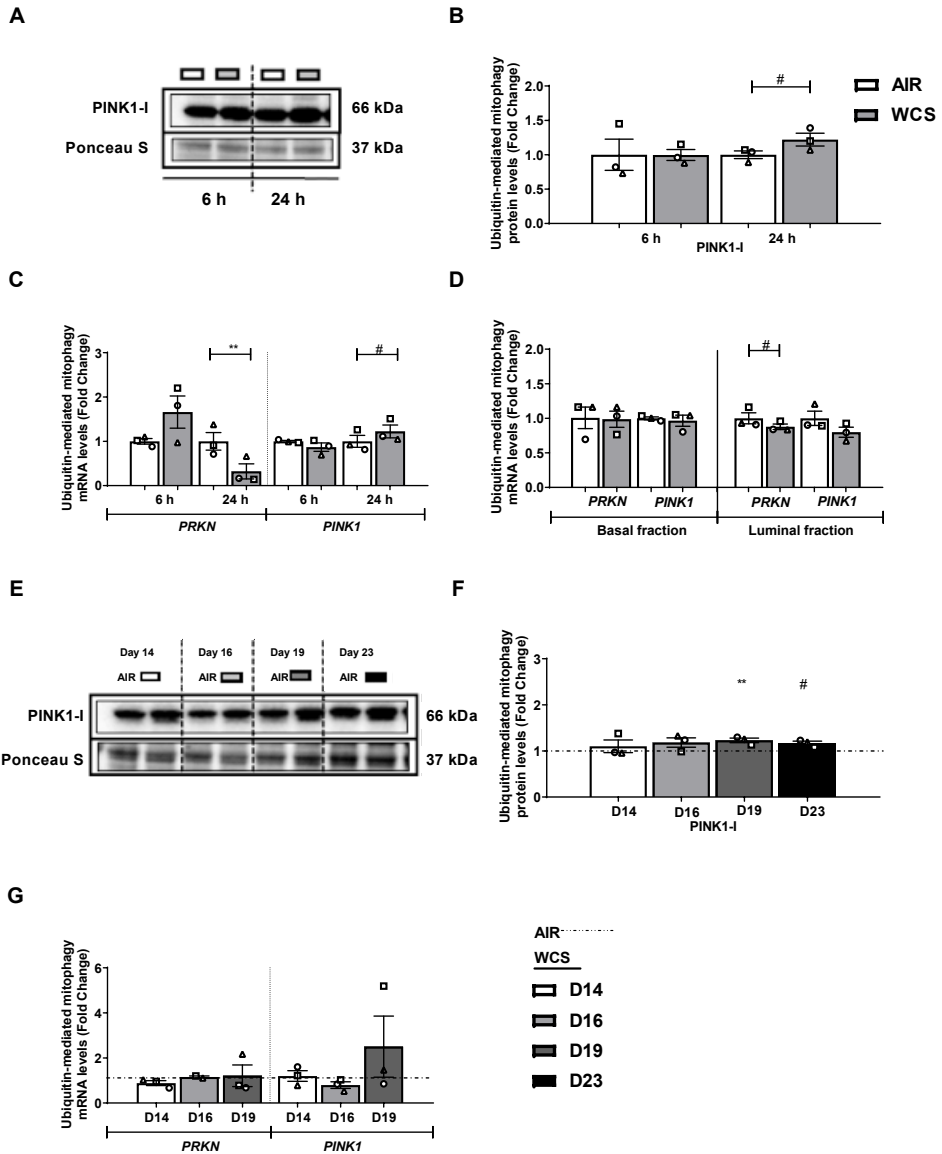 A
PINK1-I
66 kDa
Ponceau S
37 kDa
6 h
24 h
B
Ubiquitin-mediated mitophagy
protein levels (Fold Change)
2.0
1.5
1.0
0.5
0.0
#
AIR
WCS
6 h
24 h
PINK1-I
C
Ubiquitin-mediated mitophagy
mRNA levels (Fold Change)
3
2
1
0
**
#
6 h
24 h
6 h
24 h
PRKN
PINK1
D
Ubiquitin-mediated mitophagy
mRNA levels (Fold Change)
2.0
1.5
1.0
0.5
0.0
#
PRKN
PINK1
PRKN
PINK1
Basal fraction
Luminal fraction
E
Day 14
Day 16
Day 19
Day 23
AIR
AIR
AIR
AIR
PINK1-I
66 kDa
Ponceau S
37 kDa
F
Ubiquitin-mediated mitophagy
protein levels (Fold Change)
3
2
1
0
**
#
D14
D16
D19
D23
PINK1-I
G
Ubiquitin-mediated mitophagy
mRNA levels (Fold Change)
6
4
2
0
D14
D16
D19
D14
D16
D19
PRKN
PINK1
AIR
WCS
D14
D16
D19
D23